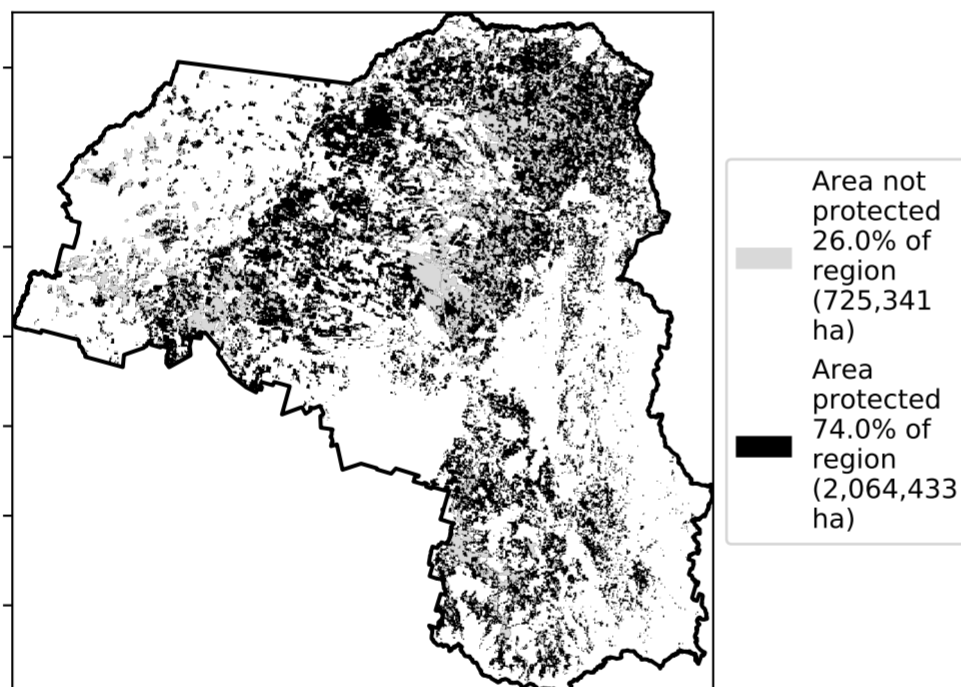 Area not
protected
26.0% of
region
(725,341
ha)
Area
protected
74.0% of
region
(2,064,433
ha)